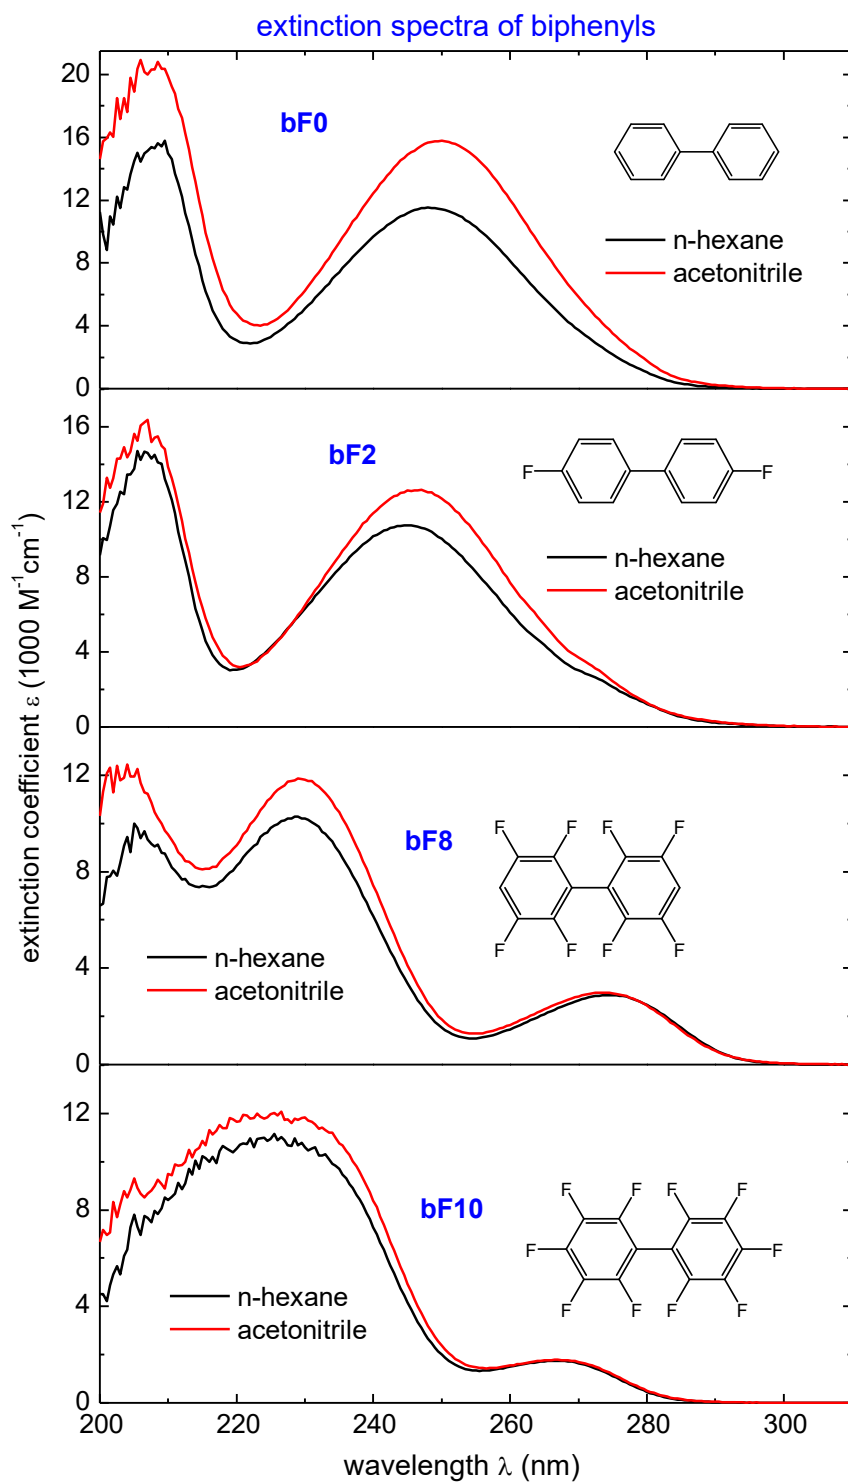 extinction spectra of biphenyls
extinction coefficient ε (1000 M⁻¹cm⁻¹)
20
16
12
8
4
0
bF0
n-hexane
acetonitrile
16
12
8
4
0
bF2
F
F
n-hexane
acetonitrile
12
8
4
0
bF8
F F F F
F F F F
n-hexane
acetonitrile
12
8
4
0
bF10
F F F F
F F
F F F F
n-hexane
acetonitrile
200 220 240 260 280 300
wavelength λ (nm)